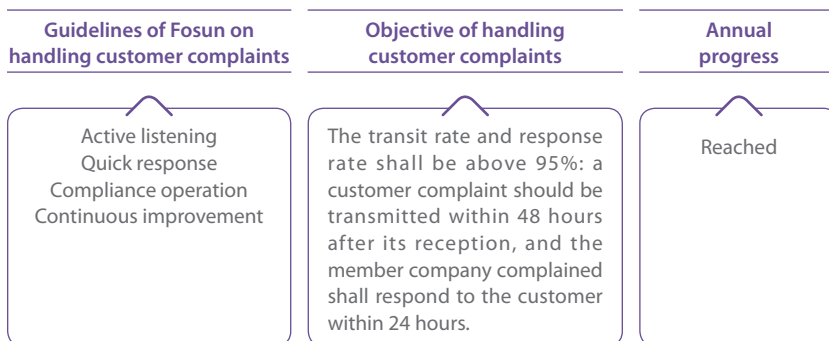 Guidelines of Fosun on
handling customer complaints
Objective of handling
customer complaints
Annual
progress
Active listening
Quick response
Compliance operation
Continuous improvement
The transit rate and response
rate shall be above 95%: a
customer complaint should be
transmitted within 48 hours
after its reception, and the
member company complained
shall respond to the customer
within 24 hours.
Reached